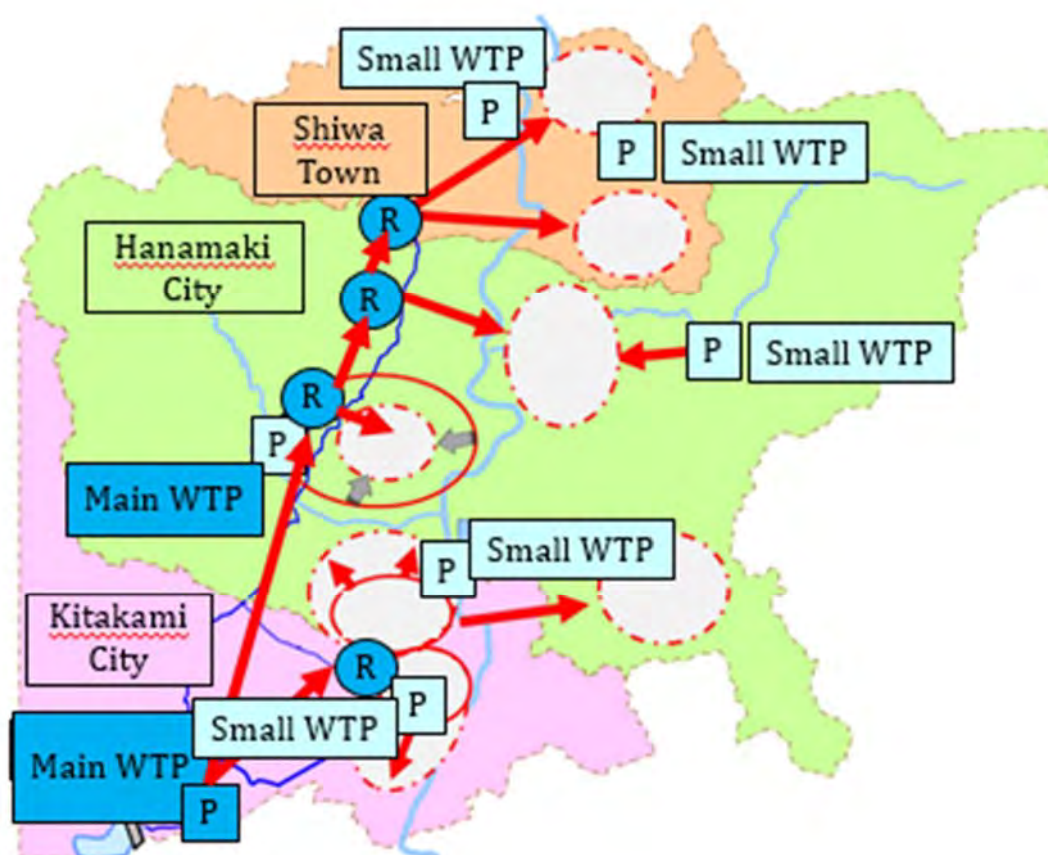 Small WTP
P
Shiwa
Town
P
Small WTP
R
Hanamaki
City
R
P
Small WTP
R
P
Main WTP
Small WTP
P
Kitakami
City
R
P
Small WTP
Main WTP
P